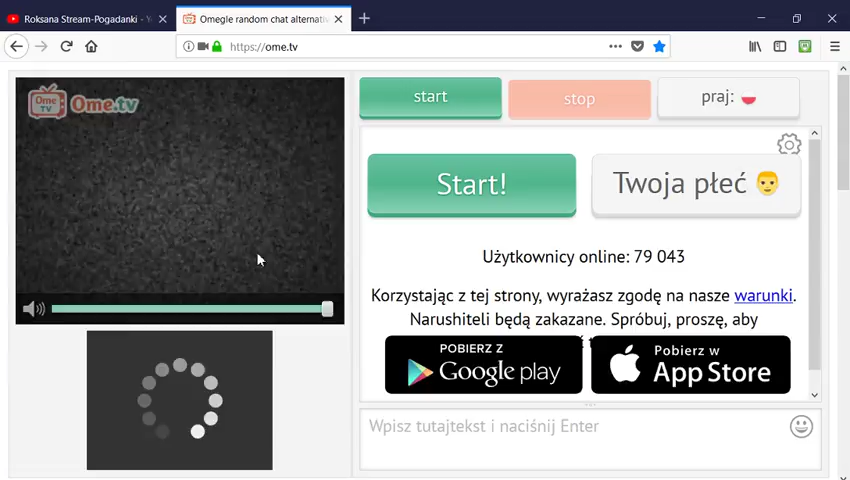 Roksana Stream-Pogadanki -
Omegle random chat alternativ
https://ome.tv
Ome
TV
Ome.tv
start
stop
praj:
Start!
Twoja płeć
Użytkownicy online: 79 043
Korzystając z tej strony, wyrażasz zgodę na nasze warunki.
Narushiteli będą zakazane. Spróbuj, proszę, aby
POBIERZ Z
Google play
Pobierz w
App Store
Wpisz tutajtekst i naciśnij Enter